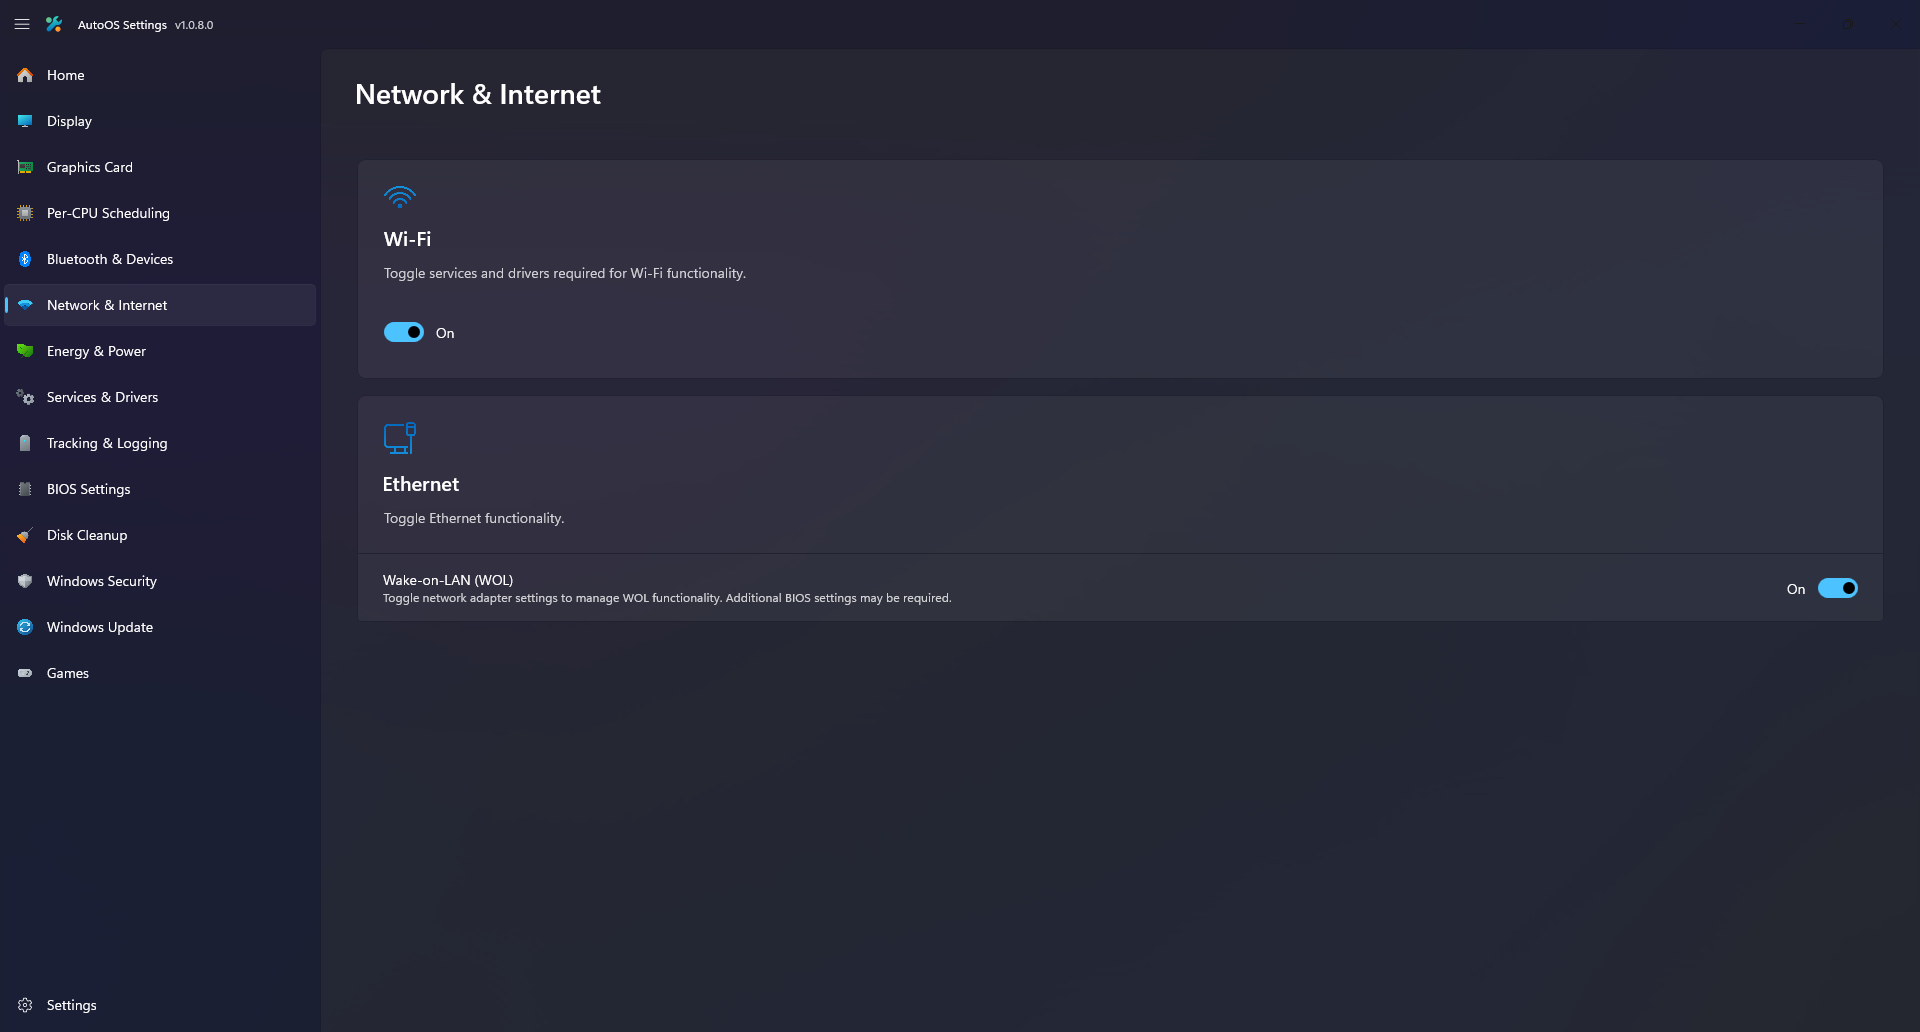 AutoOS Settings v1.0.8.0
Home
Display
Graphics Card
Per-CPU Scheduling
Bluetooth & Devices
Network & Internet
Energy & Power
Services & Drivers
Tracking & Logging
BIOS Settings
Disk Cleanup
Windows Security
Windows Update
Games
Settings
Network & Internet
Wi-Fi
Toggle services and drivers required for Wi-Fi functionality.
On
Ethernet
Toggle Ethernet functionality.
Wake-on-LAN (WOL)
Toggle network adapter settings to manage WOL functionality. Additional BIOS settings may be required.
On